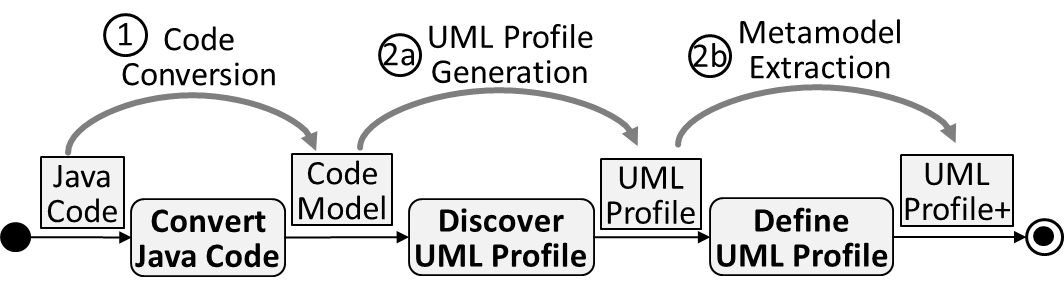 1 Code
Conversion
2a UML Profile
Generation
2b Metamodel
Extraction
Java
Code
Code
Model
UML
Profile
UML
Profile+
Convert
Java Code
Discover
UML Profile
Define
UML Profile